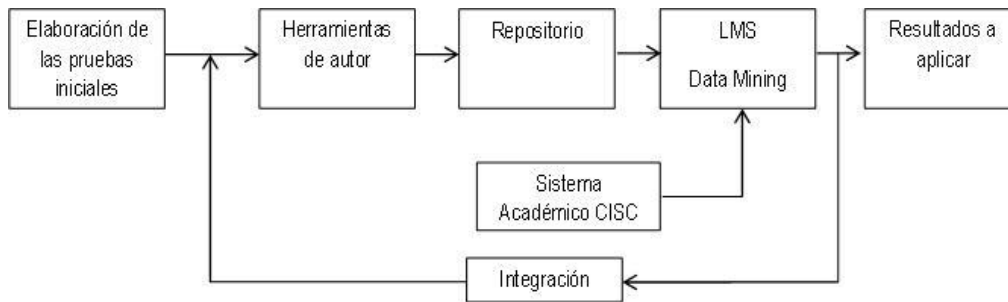 Elaboración de
las pruebas
iniciales
Herramientas
de autor
Repositorio
LMS
Data Mining
Resultados a
aplicar
Sistema
Académico CISC
Integración